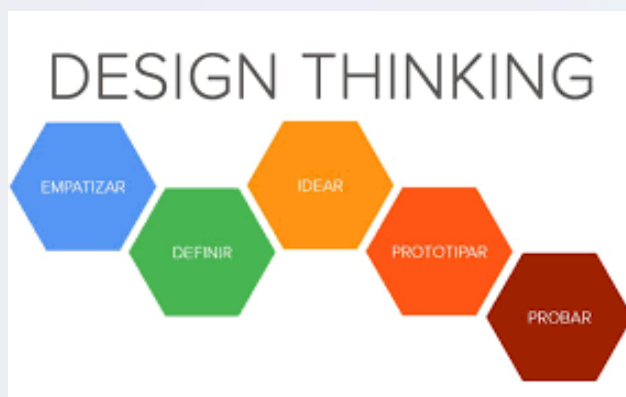 DESIGN THINKING
EMPATIZAR
DEFINIR
IDEAR
PROTOTIPAR
PROBAR